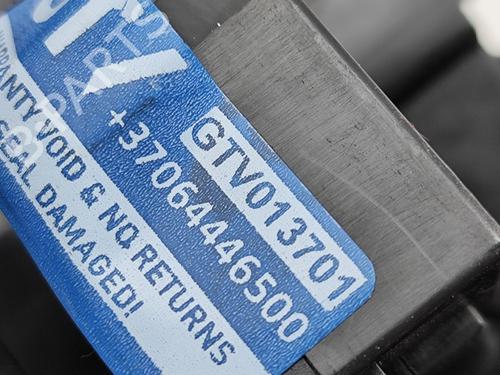 GTV013701
+37064446500
WARRANTY VOID & NO RETURNS
SEAL DAMAGED!